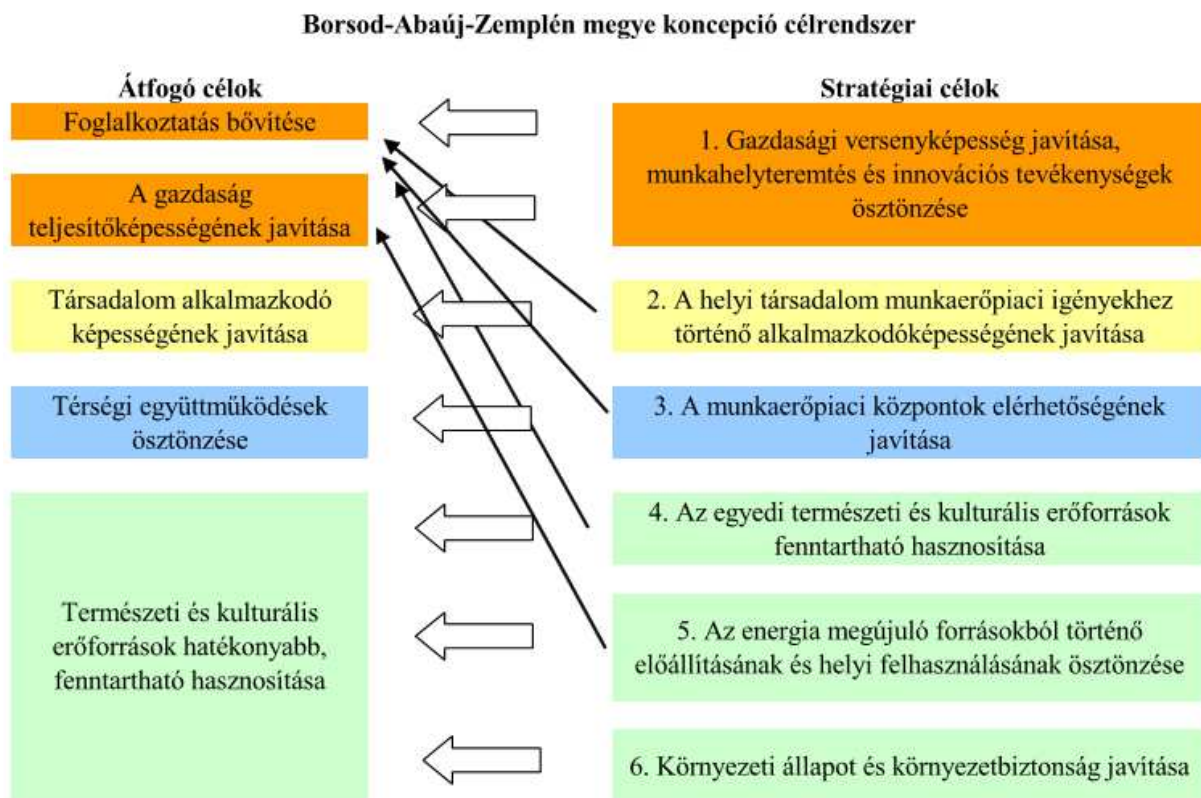 Borsod-Abaúj-Zemplén megye koncepció célrendszer
Átfogó célok
Foglalkoztatás bővítése
A gazdaság
teljesítőképességének javítása
Társadalom alkalmazkodó
képességének javítása
Térségi együttműködések
ösztönzése
Természeti és kulturális
erőforrások hatékonyabb,
fenntartható hasznosítása
Stratégiai célok
1. Gazdasági versenyképesség javítása,
munkahelyteremtés és innovációs tevékenységek
ösztönzése
2. A helyi társadalom munkaerőpiaci igényekhez
történő alkalmazkodóképességének javítása
3. A munkaerőpiaci központok elérhetőségének
javítása
4. Az egyedi természeti és kulturális erőforrások
fenntartható hasznosítása
5. Az energia megújuló forrásokból történő
előállításának és helyi felhasználásának ösztönzése
6. Környezeti állapot és környezetbiztonság javítása